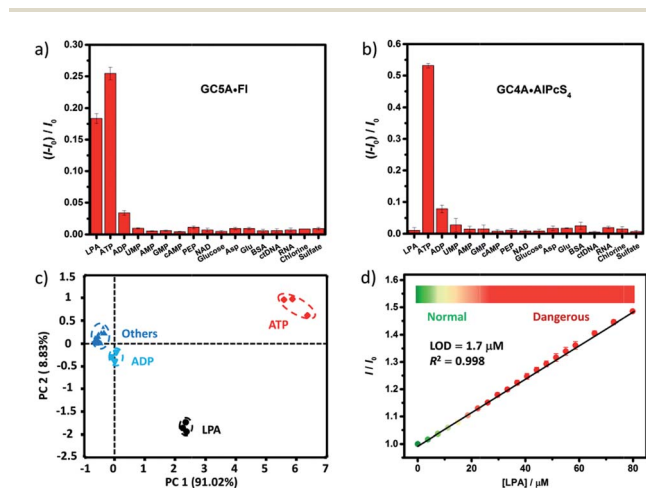 a)
0.30
0.25
0.20
0.15
0.10
0.05
0.00
(I-I₀) / I₀
GC5A•Fl
LPA
ATP
ADP
UMP
AMP
GMP
cAMP
PEP
NAD
Glucose
Asp
Glu
BSA
ctDNA
RNA
Chlorine
Sulfate
b)
0.6
0.5
0.4
0.3
0.2
0.1
0.0
(I-I₀) / I₀
GC4A•AlPcS₄
LPA
ATP
ADP
UMP
AMP
GMP
cAMP
PEP
NAD
Glucose
Asp
Glu
BSA
ctDNA
RNA
Chlorine
Sulfate
c)
1.5
1
0.5
0
-0.5
-1
-1.5
-2
-2.5
PC 2 ( 8.83%)
Others
ADP
ATP
LPA
-1 0 1 2 3 4 5 6 7
PC 1 (91.02%)
d)
1.6
1.5
1.4
1.3
1.2
1.1
1.0
I / I₀
Normal
Dangerous
LOD = 1.7 μM
R² = 0.998
0 20 40 60 80
[LPA] / μM